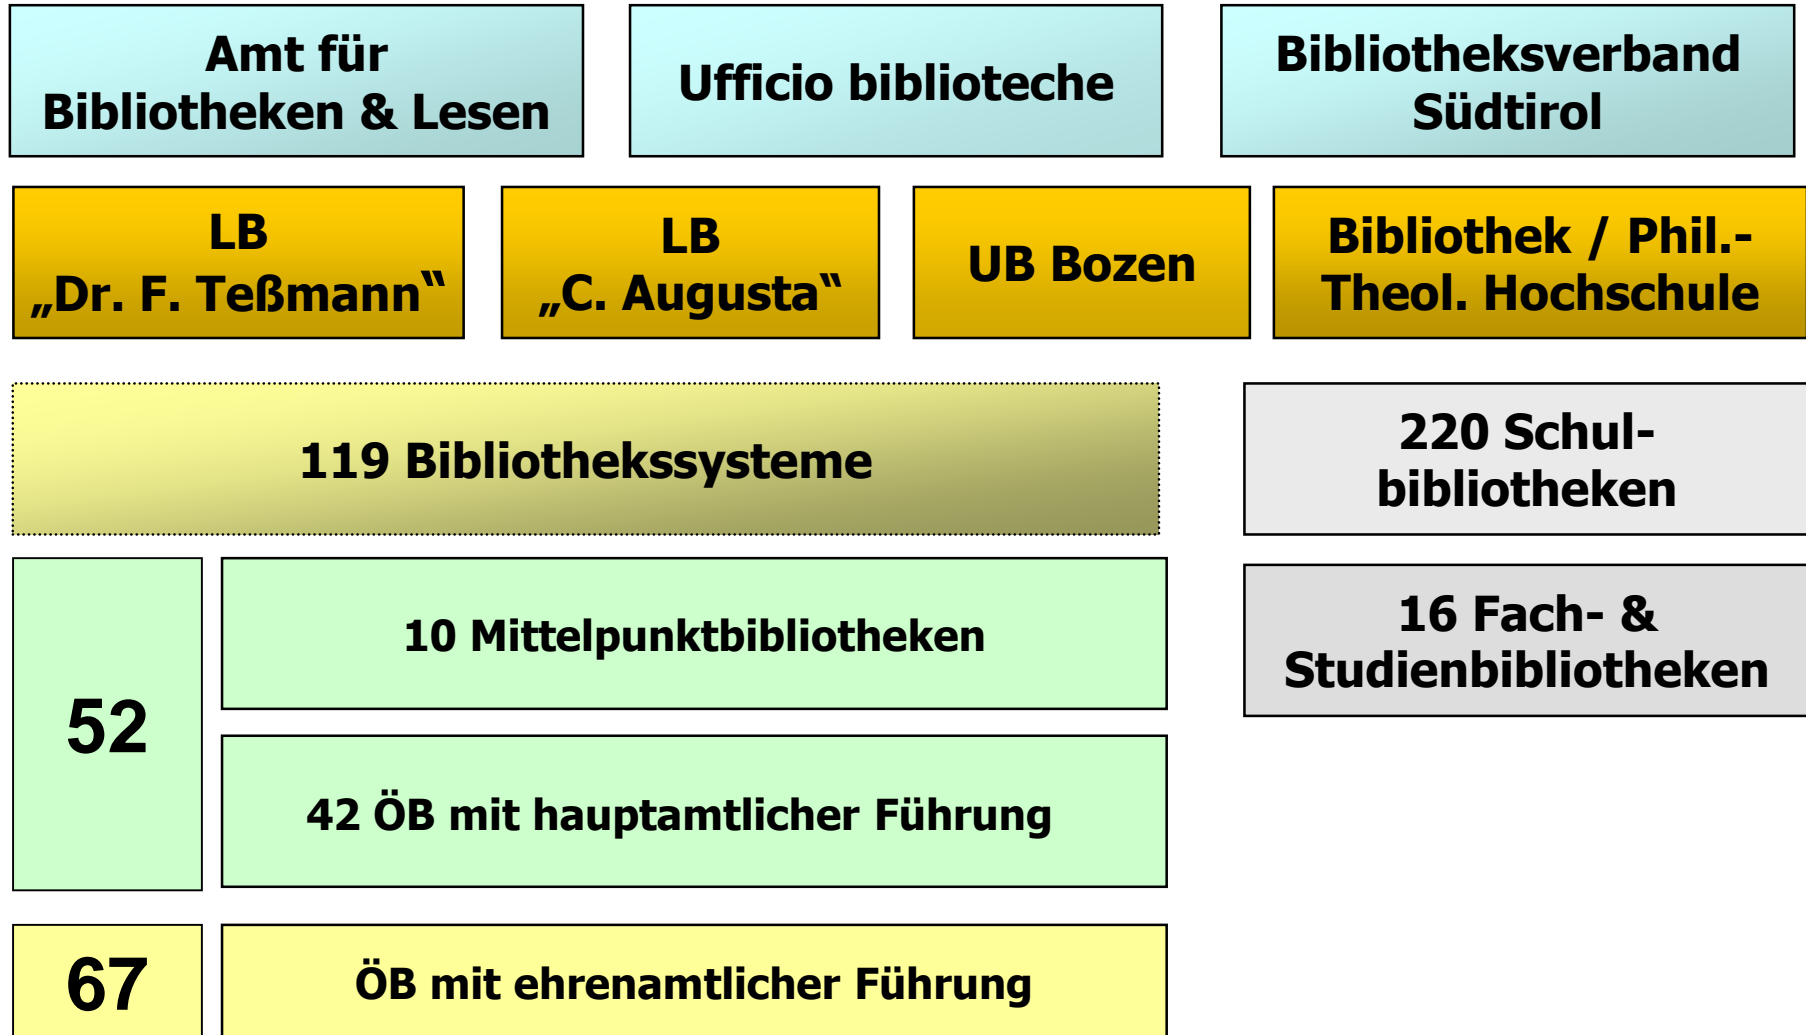 Amt für
Bibliotheken & Lesen
Ufficio biblioteche
Bibliotheksverband
Südtirol
LB
„Dr. F. Teßmann‟
LB
„C. Augusta‟
UB Bozen
Bibliothek / Phil.-
Theol. Hochschule
119 Bibliothekssysteme
220 Schul-
bibliotheken
52
10 Mittelpunktbibliotheken
16 Fach- &
Studienbibliotheken
42 ÖB mit hauptamtlicher Führung
67
ÖB mit ehrenamtlicher Führung